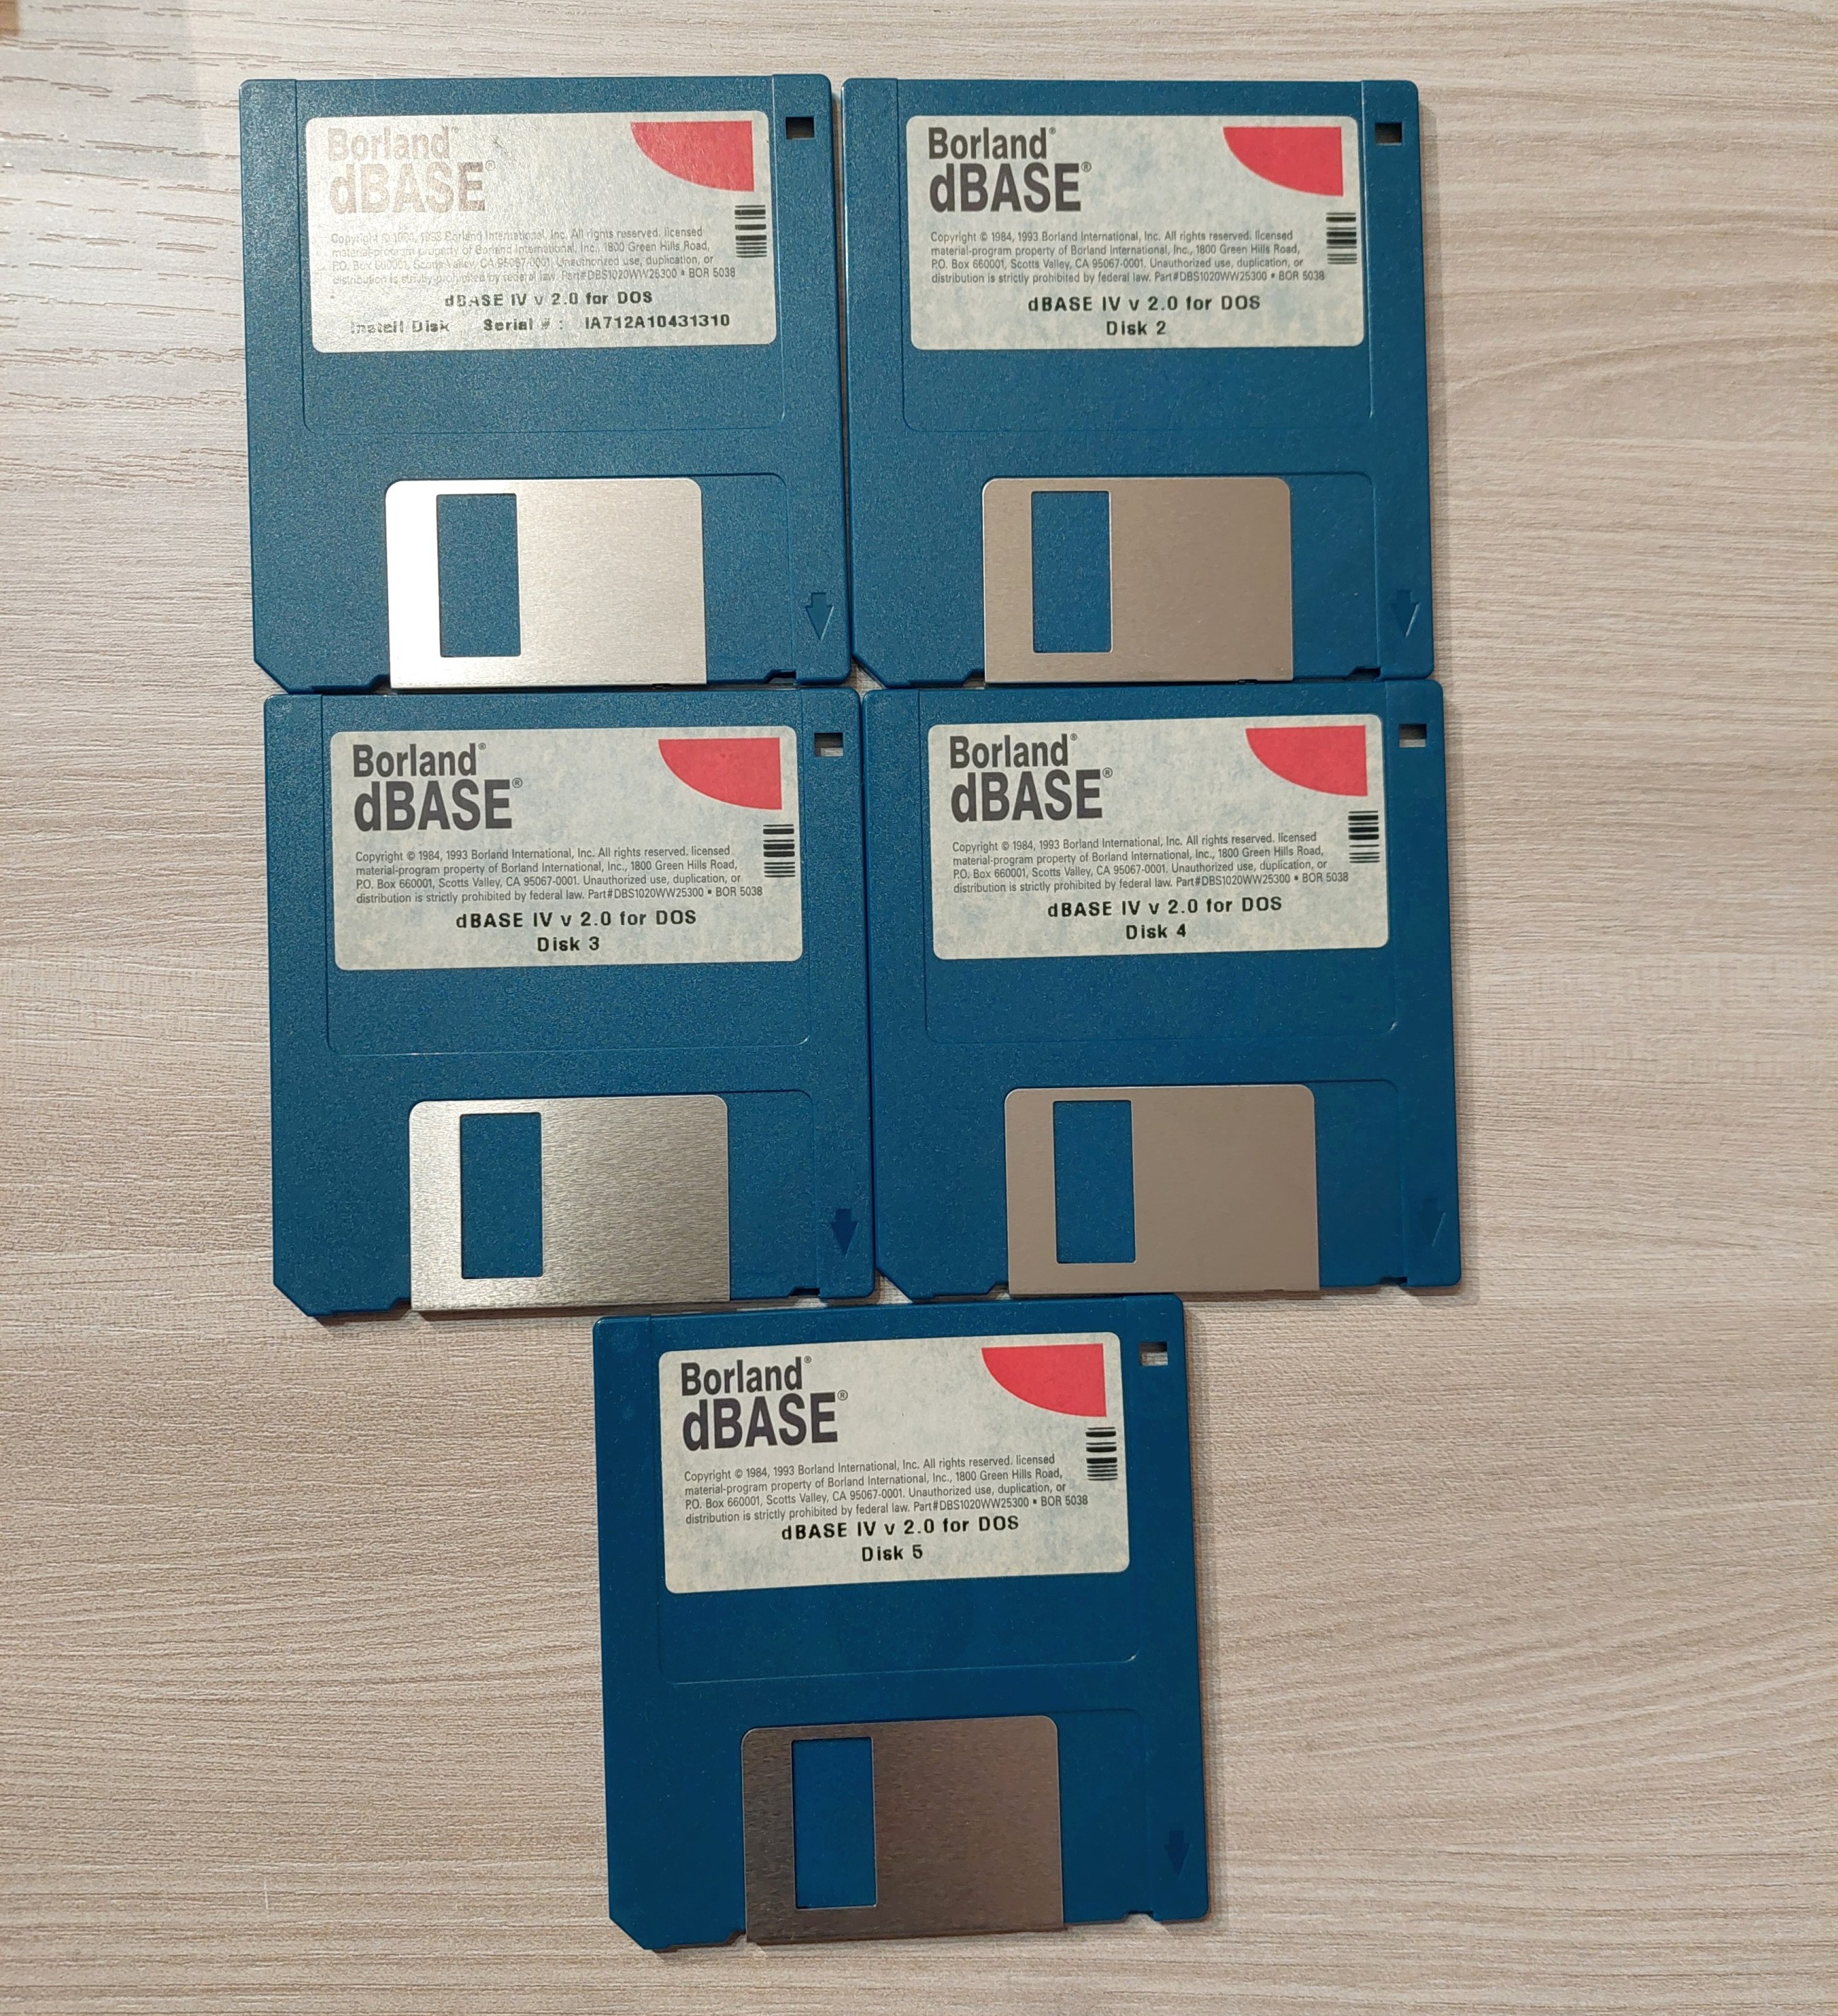 Borland®
dBASE®
Copyright © 1984, 1993 Borland International, Inc. All rights reserved. licensed
material-program property of Borland International, Inc., 1800 Green Hills Road,
P.O. Box 660001, Scotts Valley, CA 95067-0001. Unauthorized use, duplication, or
distribution is strictly prohibited by federal law. Part#DBS1020WW25300 ▪ BOR 5038
dBASE IV v 2.0 for DOS
Install Disk Serial #: IA712A10431310
Borland®
dBASE®
Copyright © 1984, 1993 Borland International, Inc. All rights reserved. licensed
material-program property of Borland International, Inc., 1800 Green Hills Road,
P.O. Box 660001, Scotts Valley, CA 95067-0001. Unauthorized use, duplication, or
distribution is strictly prohibited by federal law. Part#DBS1020WW25300 ▪ BOR 5038
dBASE IV v 2.0 for DOS
Disk 2
Borland®
dBASE®
Copyright © 1984, 1993 Borland International, Inc. All rights reserved. licensed
material-program property of Borland International, Inc., 1800 Green Hills Road,
P.O. Box 660001, Scotts Valley, CA 95067-0001. Unauthorized use, duplication, or
distribution is strictly prohibited by federal law. Part#DBS1020WW25300 ▪ BOR 5038
dBASE IV v 2.0 for DOS
Disk 3
Borland®
dBASE®
Copyright © 1984, 1993 Borland International, Inc. All rights reserved. licensed
material-program property of Borland International, Inc., 1800 Green Hills Road,
P.O. Box 660001, Scotts Valley, CA 95067-0001. Unauthorized use, duplication, or
distribution is strictly prohibited by federal law. Part#DBS1020WW25300 ▪ BOR 5038
dBASE IV v 2.0 for DOS
Disk 4
Borland®
dBASE®
Copyright © 1984, 1993 Borland International, Inc. All rights reserved. licensed
material-program property of Borland International, Inc., 1800 Green Hills Road,
P.O. Box 660001, Scotts Valley, CA 95067-0001. Unauthorized use, duplication, or
distribution is strictly prohibited by federal law. Part#DBS1020WW25300 ▪ BOR 5038
dBASE IV v 2.0 for DOS
Disk 5